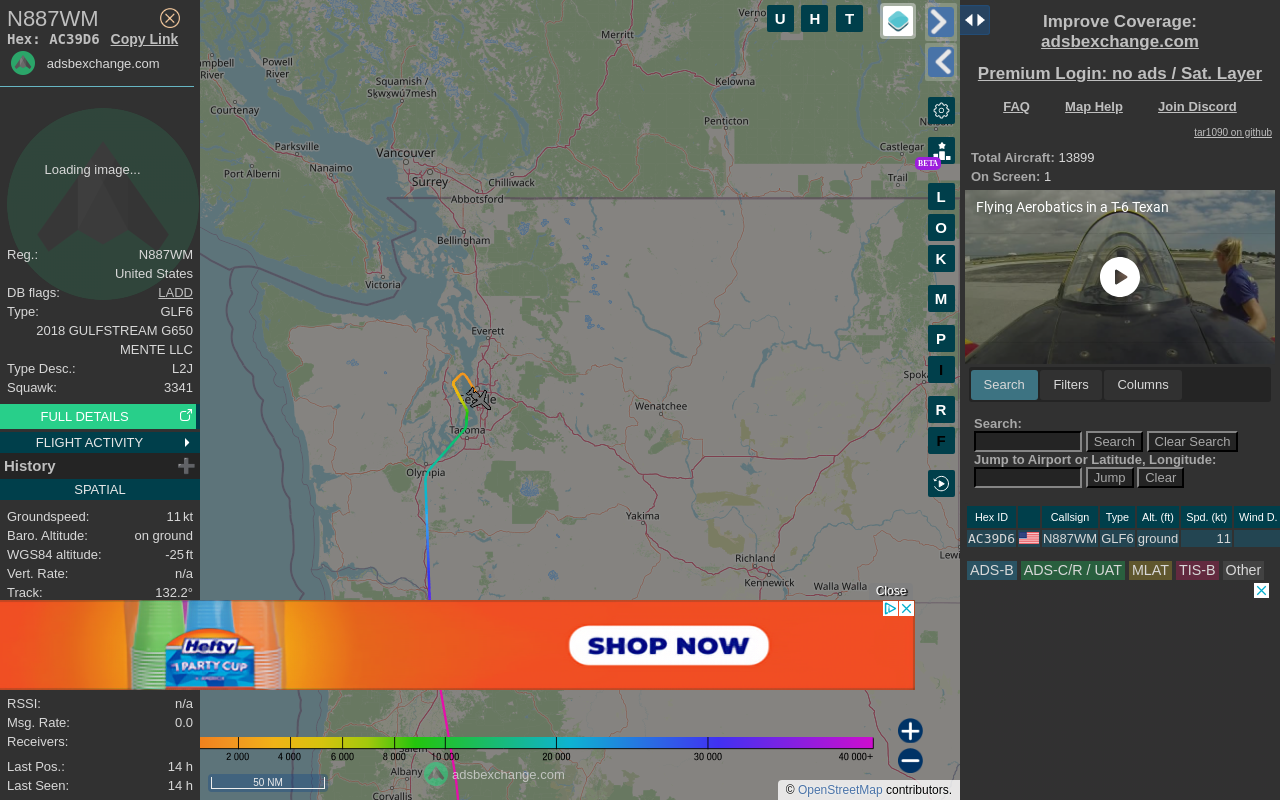 N887WM
Hex: AC39D6 Copy Link
adsbexchange.com
Loading image...
Reg.: N887WM
United States
DB flags: LADD
Type: GLF6
2018 GULFSTREAM G650
MENTE LLC
Type Desc.: L2J
Squawk: 3341
FULL DETAILS
FLIGHT ACTIVITY
History
SPATIAL
Groundspeed: 11 kt
Baro. Altitude: on ground
WGS84 altitude: -25 ft
Vert. Rate: n/a
Track: 132.2°
RSSI: n/a
Msg. Rate: 0.0
Receivers:
Last Pos.: 14 h
Last Seen: 14 h
River
Powell
River
Courtenay
Squamish /
Sḵwx̱wú7mesh
Merritt
Kelowna
Penticton
Parksville
Nanaimo
Port Alberni
Vancouver
Surrey
Chilliwack
Abbotsford
Castlegar
Trail
Bellingham
Victoria
Everett
Tacoma
Olympia
Wenatchee
Yakima
Richland
Kennewick
Walla Walla
Albany
Corvallis
U H T
BETA
L
O
K
M
P
I
R
F
Close
Hefty
PARTY CUP
SHOP NOW
2 000 4 000 6 000 8 000 10 000 20 000 30 000 40 000+
50 NM
adsbexchange.com
© OpenStreetMap contributors.
Improve Coverage:
adsbexchange.com
Premium Login: no ads / Sat. Layer
FAQ Map Help Join Discord
tar1090 on github
Total Aircraft: 13899
On Screen: 1
Flying Aerobatics in a T-6 Texan
Search Filters Columns
Search:
Search Clear Search
Jump to Airport or Latitude, Longitude:
Jump Clear
Hex ID Callsign Type Alt. (ft) Spd. (kt) Wind D.
AC39D6 N887WM GLF6 ground 11
ADS-B ADS-C/R / UAT MLAT TIS-B Other